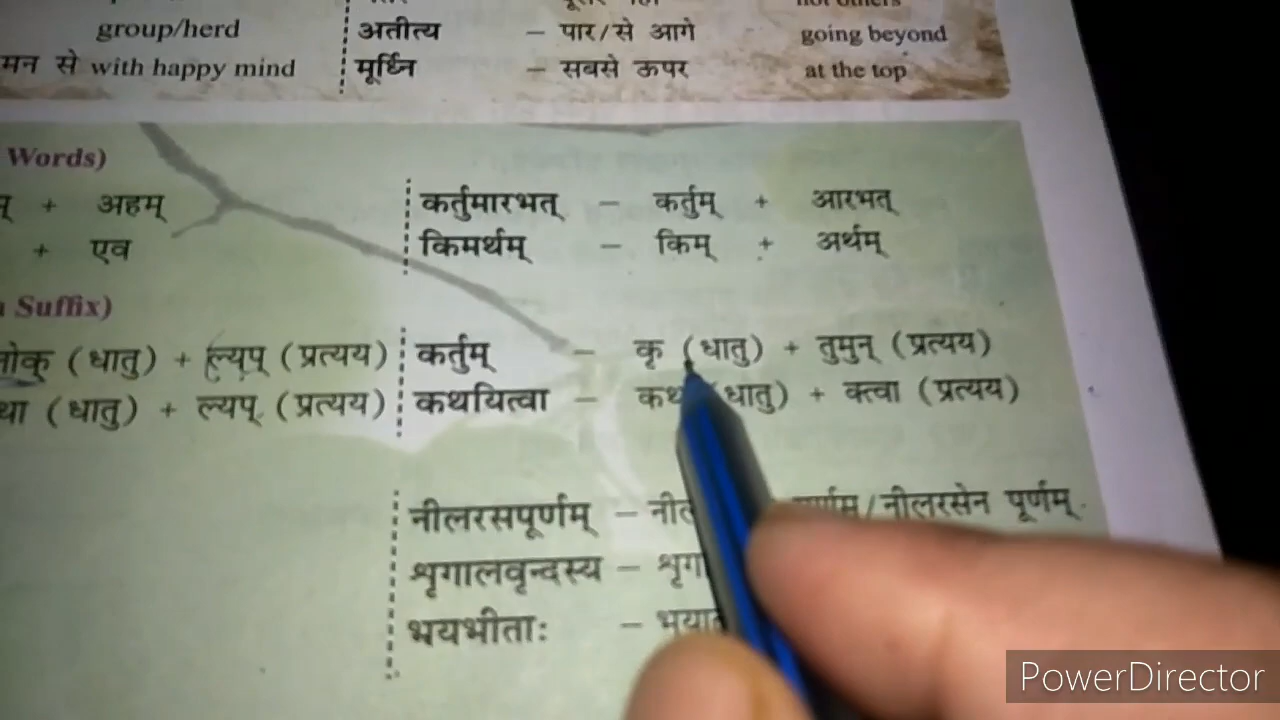 group/herd अतीत्य – पार/से आगे going beyond
मन से with happy mind मूर्ध्नि – सबसे ऊपर at the top
Words)
+ अहम् कर्तुमारभत् – कर्तुम् + आरभत्
+ एव किमर्थम् – किम् + अर्थम्
Suffix)
(धातु) + ल्यप् (प्रत्यय) कर्तुम् – कृ (धातु) + तुमुन् (प्रत्यय)
(धातु) + ल्यप् (प्रत्यय) कथयित्वा – कथ (धातु) + क्त्वा (प्रत्यय)
नीलरसपूर्णम् – /नीलरसेन पूर्णम्
शृगालवृन्दस्य –
भयभीताः –
PowerDirector